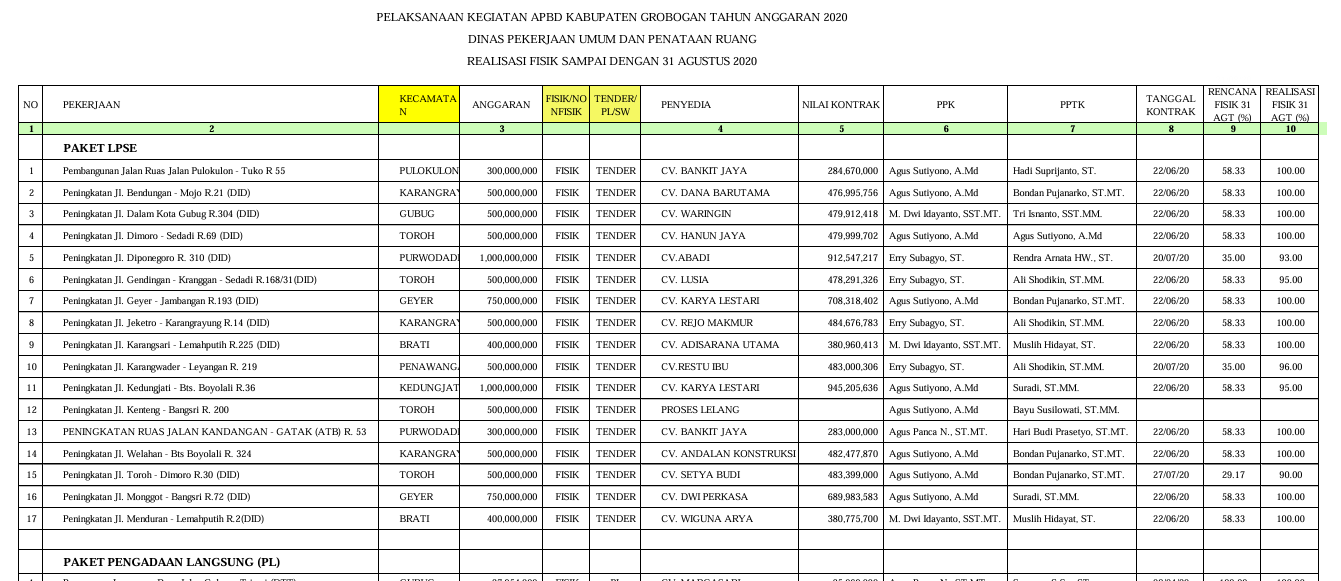 PELAKSANAAN KEGIATAN APBD KABUPATEN GROBOGAN TAHUN ANGGARAN 2020
DINAS PEKERJAAN UMUM DAN PENATAAN RUANG
REALISASI FISIK SAMPAI DENGAN 31 AGUSTUS 2020
NO PEKERJAAN KECAMATAN ANGGARAN FISIK/NONFISIK TENDER/PL/SW PENYEDIA NILAI KONTRAK PPK PPTK TANGGAL KONTRAK RENCANA FISIK 31 AGT (%) REALISASI FISIK 31 AGT (%)
1 2 3 4 5 6 7 8 9 10
PAKET LPSE
1 Pembangunan Jalan Ruas Jalan Pulokulon - Tuko R 55 PULOKULON 300,000,000 FISIK TENDER CV. BANKIT JAYA 284,670,000 Agus Sutiyono, A.Md Hadi Suprijanto, ST. 22/06/20 58.33 100.00
2 Peningkatan Jl. Bendungan - Mojo R.21 (DID) KARANGRAY 500,000,000 FISIK TENDER CV. DANA BARUTAMA 476,995,756 Agus Sutiyono, A.Md Bondan Pujanarko, ST.MT. 22/06/20 58.33 100.00
3 Peningkatan Jl. Dalam Kota Gubug R.304 (DID) GUBUG 500,000,000 FISIK TENDER CV. WARINGIN 479,912,418 M. Dwi Idayanto, SST.MT. Tri Isnanto, SST.MM. 22/06/20 58.33 100.00
4 Peningkatan Jl. Dimoro - Sedadi R.69 (DID) TOROH 500,000,000 FISIK TENDER CV. HANUN JAYA 479,999,702 Agus Sutiyono, A.Md Agus Sutiyono, A.Md 22/06/20 58.33 100.00
5 Peningkatan Jl. Diponegoro R. 310 (DID) PURWODADI 1,000,000,000 FISIK TENDER CV.ABADI 912,547,217 Erry Subagyo, ST. Rendra Arnata HW., ST. 20/07/20 35.00 93.00
6 Peningkatan Jl. Gendingan - Kranggan - Sedadi R.168/31(DID) TOROH 500,000,000 FISIK TENDER CV. LUSIA 478,291,326 Erry Subagyo, ST. Ali Shodikin, ST.MM. 22/06/20 58.33 95.00
7 Peningkatan Jl. Geyer - Jambangan R.193 (DID) GEYER 750,000,000 FISIK TENDER CV. KARYA LESTARI 708,318,402 Agus Sutiyono, A.Md Bondan Pujanarko, ST.MT. 22/06/20 58.33 100.00
8 Peningkatan Jl. Jeketro - Karangrayung R.14 (DID) KARANGRAY 500,000,000 FISIK TENDER CV. REJO MAKMUR 484,676,783 Erry Subagyo, ST. Ali Shodikin, ST.MM. 22/06/20 58.33 100.00
9 Peningkatan Jl. Karangsari - Lemahputih R.225 (DID) BRATI 400,000,000 FISIK TENDER CV. ADISARANA UTAMA 380,960,413 M. Dwi Idayanto, SST.MT. Muslih Hidayat, ST. 22/06/20 58.33 100.00
10 Peningkatan Jl. Karangwader - Leyangan R. 219 PENAWANGA 500,000,000 FISIK TENDER CV.RESTU IBU 483,000,306 Erry Subagyo, ST. Ali Shodikin, ST.MM. 20/07/20 35.00 96.00
11 Peningkatan Jl. Kedungjati - Bts. Boyolali R.36 KEDUNGJAT 1,000,000,000 FISIK TENDER CV. KARYA LESTARI 945,205,636 Agus Sutiyono, A.Md Suradi, ST.MM. 22/06/20 58.33 95.00
12 Peningkatan Jl. Kenteng - Bangsri R. 200 TOROH 500,000,000 FISIK TENDER PROSES LELANG Agus Sutiyono, A.Md Bayu Susilowati, ST.MM.
13 PENINGKATAN RUAS JALAN KANDANGAN - GATAK (ATB) R. 53 PURWODADI 300,000,000 FISIK TENDER CV. BANKIT JAYA 283,000,000 Agus Panca N., ST.MT. Hari Budi Prasetyo, ST.MT. 22/06/20 58.33 100.00
14 Peningkatan Jl. Welahan - Bts Boyolali R. 324 KARANGRAY 500,000,000 FISIK TENDER CV. ANDALAN KONSTRUKSI 482,477,870 Agus Sutiyono, A.Md Bondan Pujanarko, ST.MT. 22/06/20 58.33 100.00
15 Peningkatan Jl. Toroh - Dimoro R.30 (DID) TOROH 500,000,000 FISIK TENDER CV. SETYA BUDI 483,399,000 Agus Sutiyono, A.Md Bondan Pujanarko, ST.MT. 27/07/20 29.17 90.00
16 Peningkatan Jl. Monggot - Bangsri R.72 (DID) GEYER 750,000,000 FISIK TENDER CV. DWI PERKASA 689,983,583 Agus Sutiyono, A.Md Suradi, ST.MM. 22/06/20 58.33 100.00
17 Peningkatan Jl. Menduran - Lemahputih R.2(DID) BRATI 400,000,000 FISIK TENDER CV. WIGUNA ARYA 380,775,700 M. Dwi Idayanto, SST.MT. Muslih Hidayat, ST. 22/06/20 58.33 100.00
PAKET PENGADAAN LANGSUNG (PL)